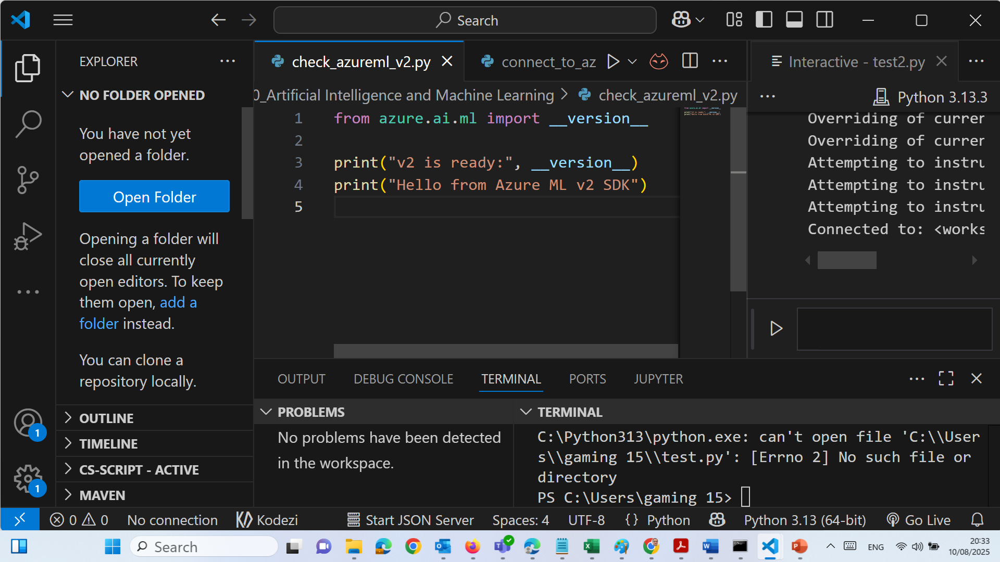 Search
EXPLORER
NO FOLDER OPENED
You have not yet
opened a folder.
Open Folder
Opening a folder will
close all currently
open editors. To keep
them open, add a
folder instead.
You can clone a
repository locally.
OUTLINE
TIMELINE
CS-SCRIPT - ACTIVE
MAVEN
1
1
check_azureml_v2.py
connect_to_az
0_Artificial Intelligence and Machine Learning > check_azureml_v2.py
1 from azure.ai.ml import __version__
2
3 print("v2 is ready:", __version__)
4 print("Hello from Azure ML v2 SDK")
5
Interactive - test2.py
Python 3.13.3
Overriding of curren
Overriding of curren
Attempting to instru
Attempting to instru
Attempting to instru
Connected to: <works
OUTPUT DEBUG CONSOLE TERMINAL PORTS JUPYTER
PROBLEMS
No problems have been detected
in the workspace.
TERMINAL
C:\Python313\python.exe: can't open file 'C:\\User
s\\gaming 15\\test.py': [Errno 2] No such file or
directory
PS C:\Users\gaming 15>
0 0 No connection Kodezi Start JSON Server Spaces: 4 UTF-8 {} Python Python 3.13 (64-bit) Go Live
Search
ENG
20:33
10/08/2025